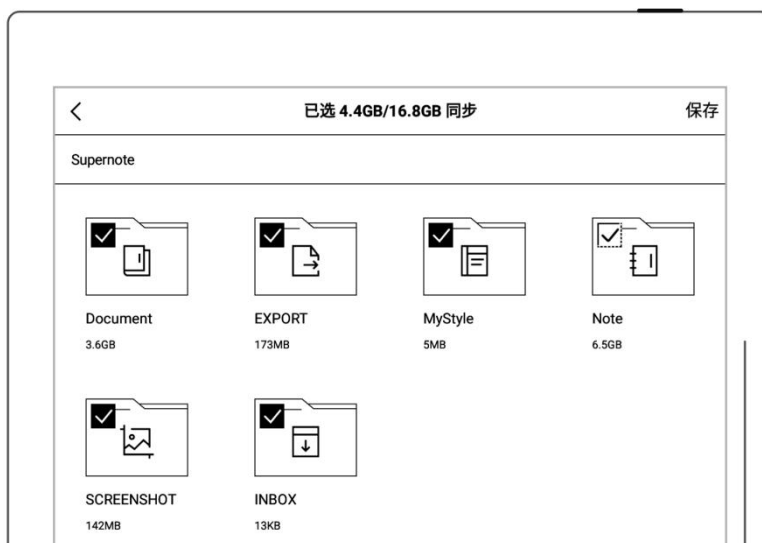 已选 4.4GB/16.8GB 同步
保存
Supernote
Document
EXPORT
MyStyle
Note
3.6GB
173MB
5MB
6.5GB
SCREENSHOT
INBOX
142MB
13KB